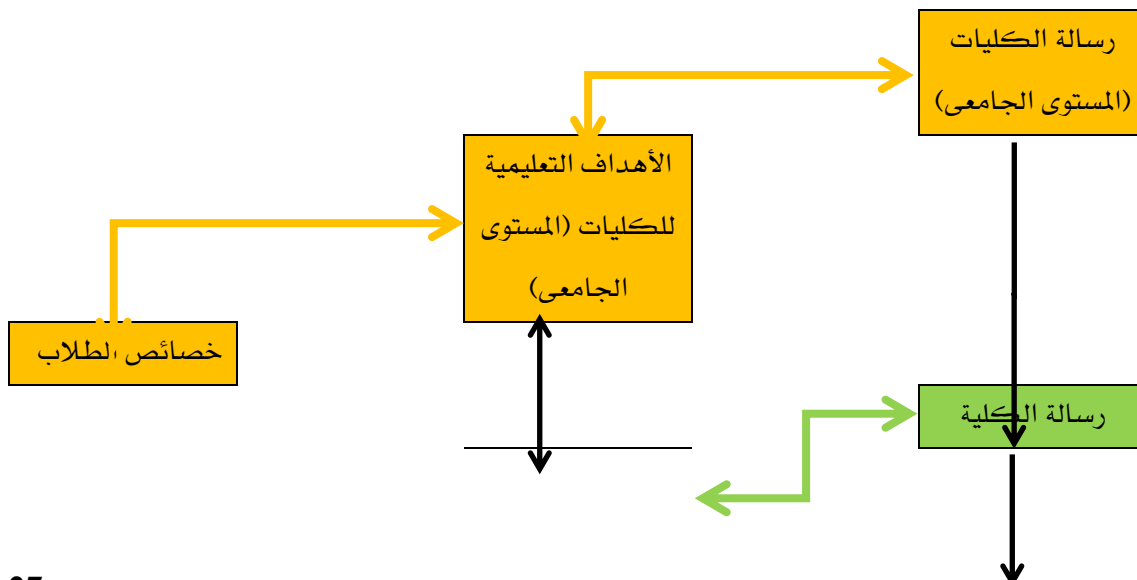 رسالة الكليات
(المستوى الجامعى)
الأهداف التعليمية
للكليات (المستوى
الجامعى)
خصائص الطلاب
رسالة الكلية